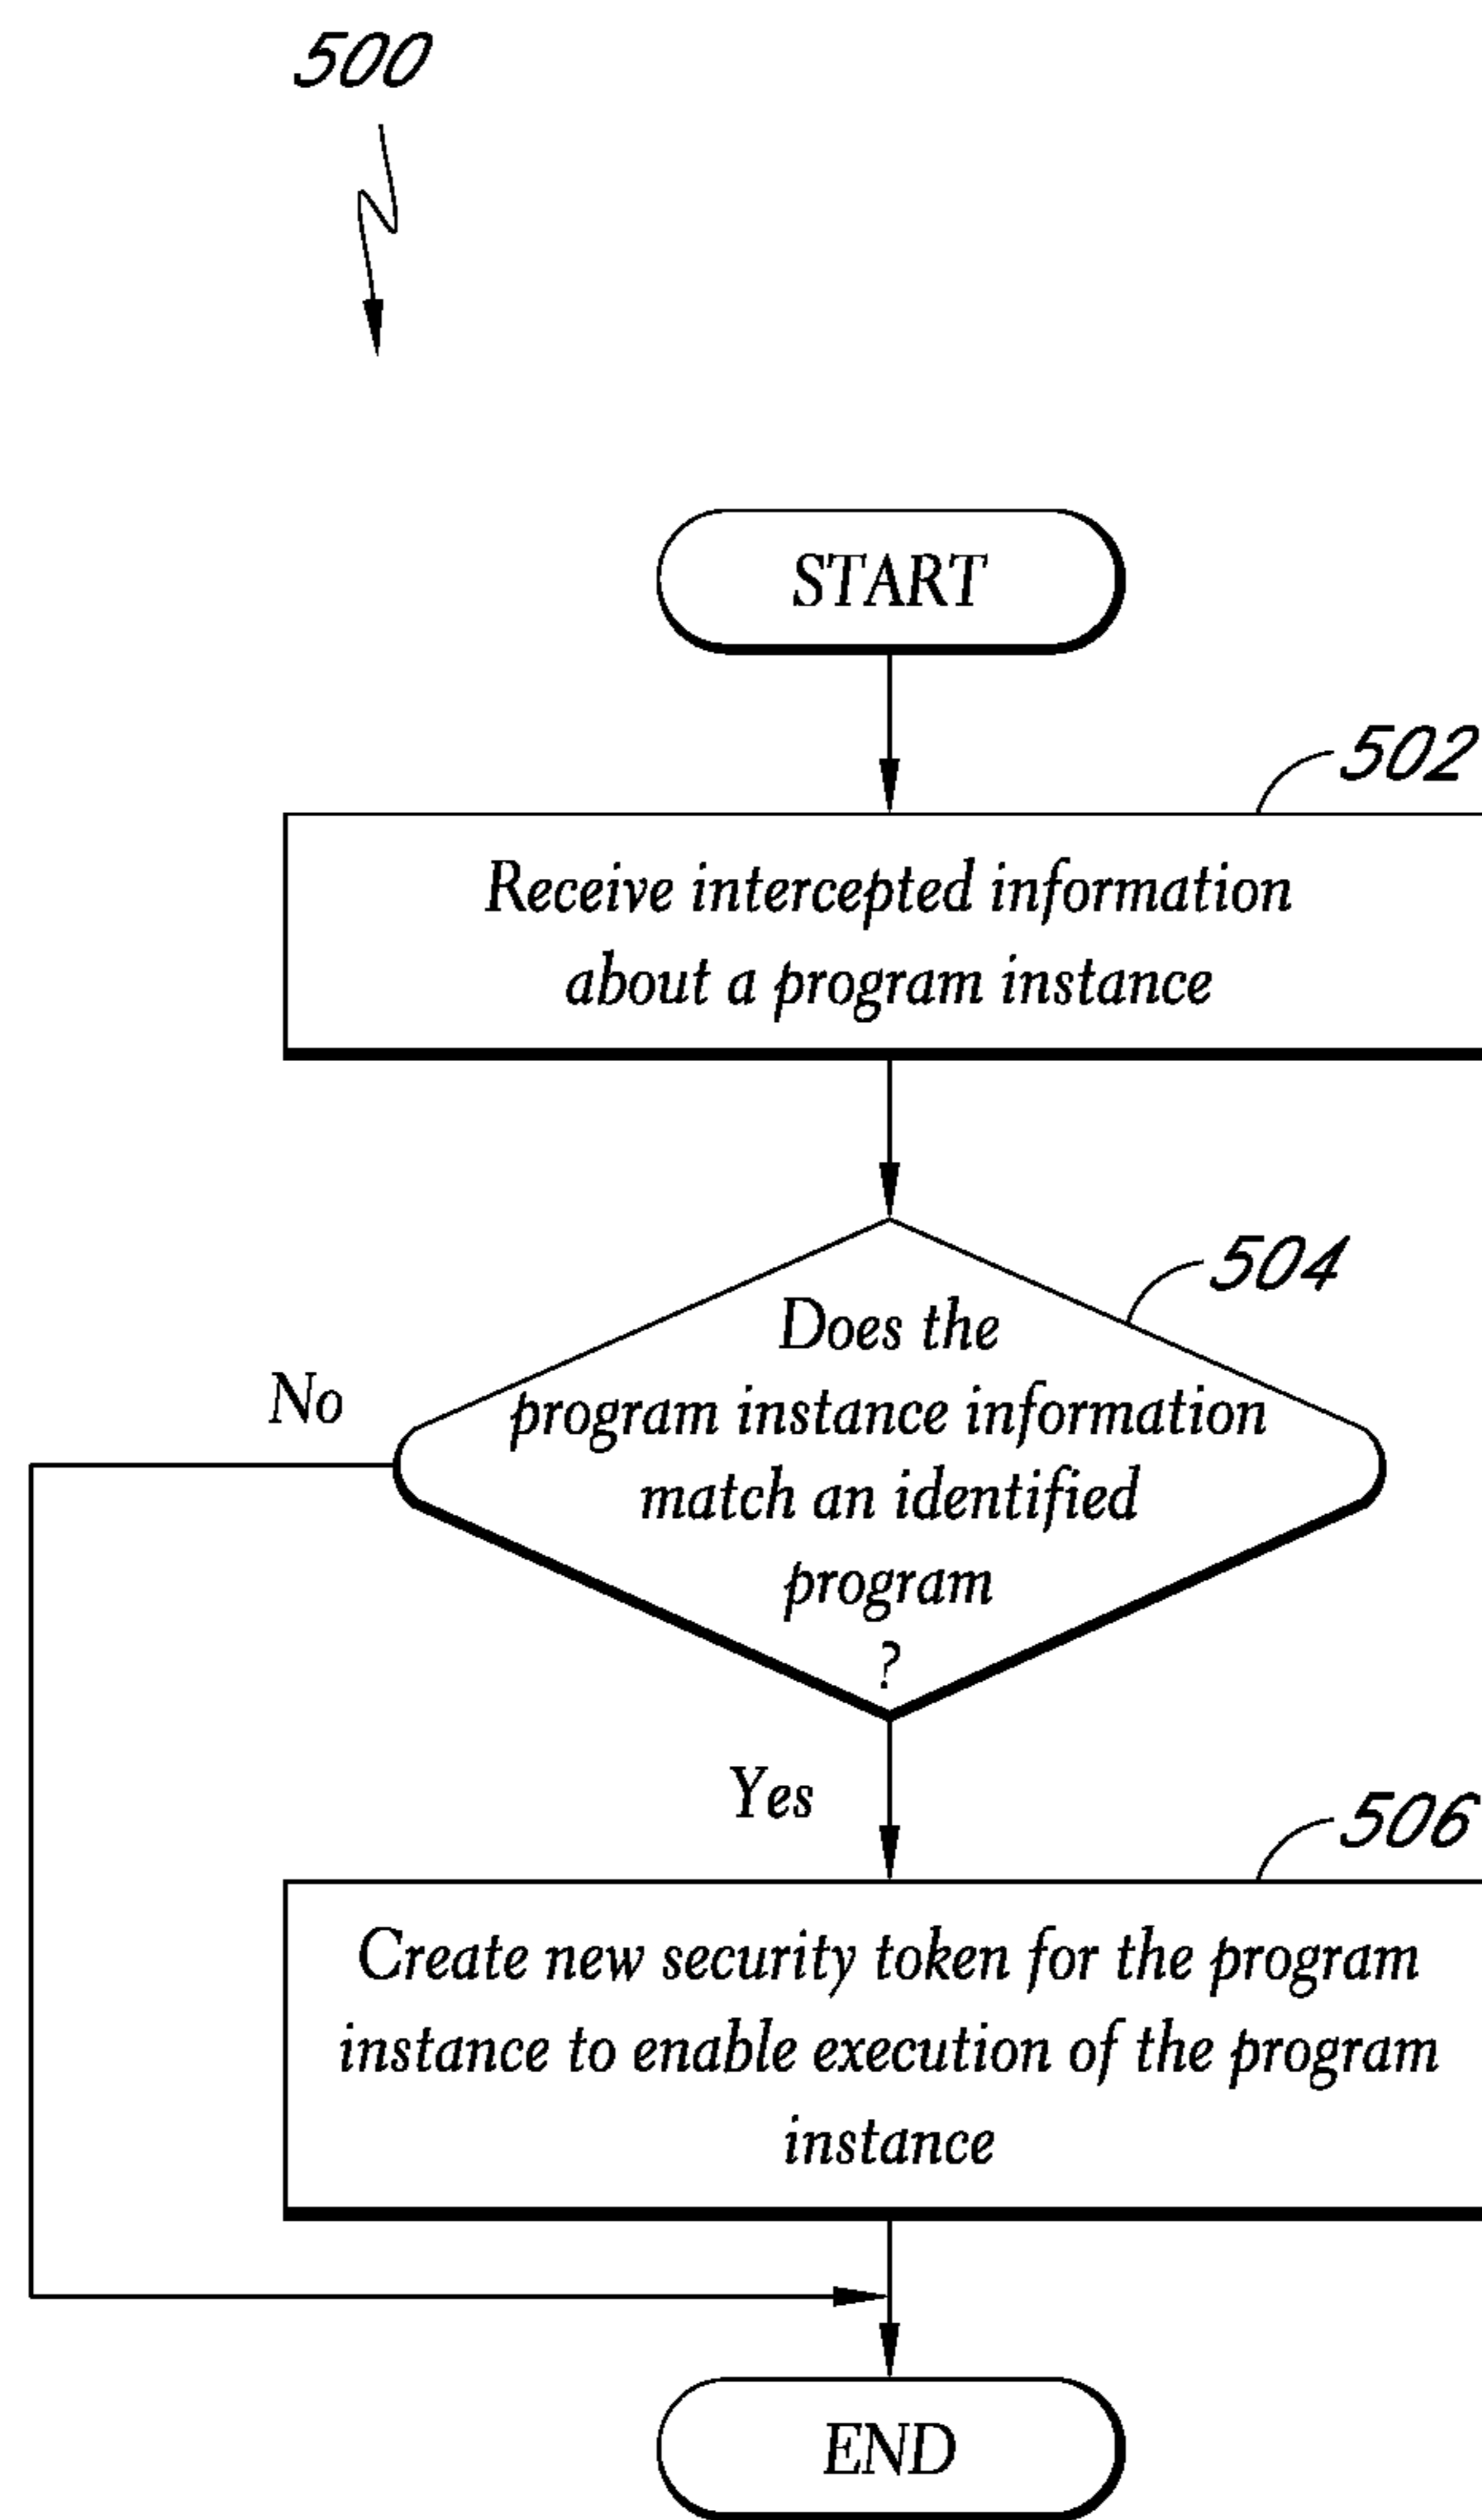 500
START
502
Receive intercepted information
about a program instance
504
Does the
program instance information
match an identified
program
?
No
Yes
506
Create new security token for the program
instance to enable execution of the program
instance
END